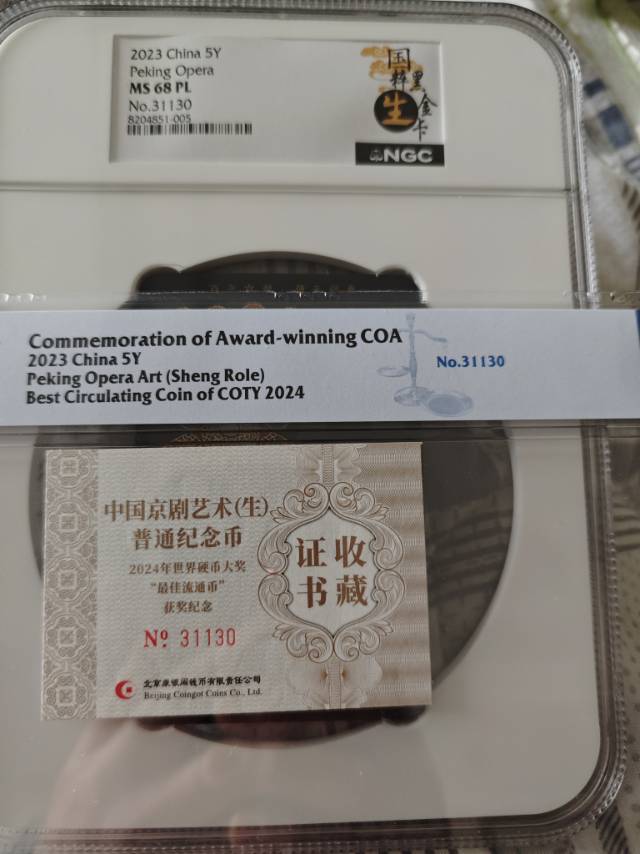 2023 China 5Y
Peking Opera
MS 68 PL
No.31130
8204851-005
国粹
黑金卡
生
NGC
Commemoration of Award-winning COA
2023 China 5Y
Peking Opera Art (Sheng Role)
Best Circulating Coin of COTY 2024
No.31130
中国京剧艺术(生)
普通纪念币
2024年世界硬币大奖
“最佳流通币”
获奖纪念
Nº 31130
收藏
证书
北京康银阁钱币有限责任公司
Beijing Coingot Coins Co., Ltd.